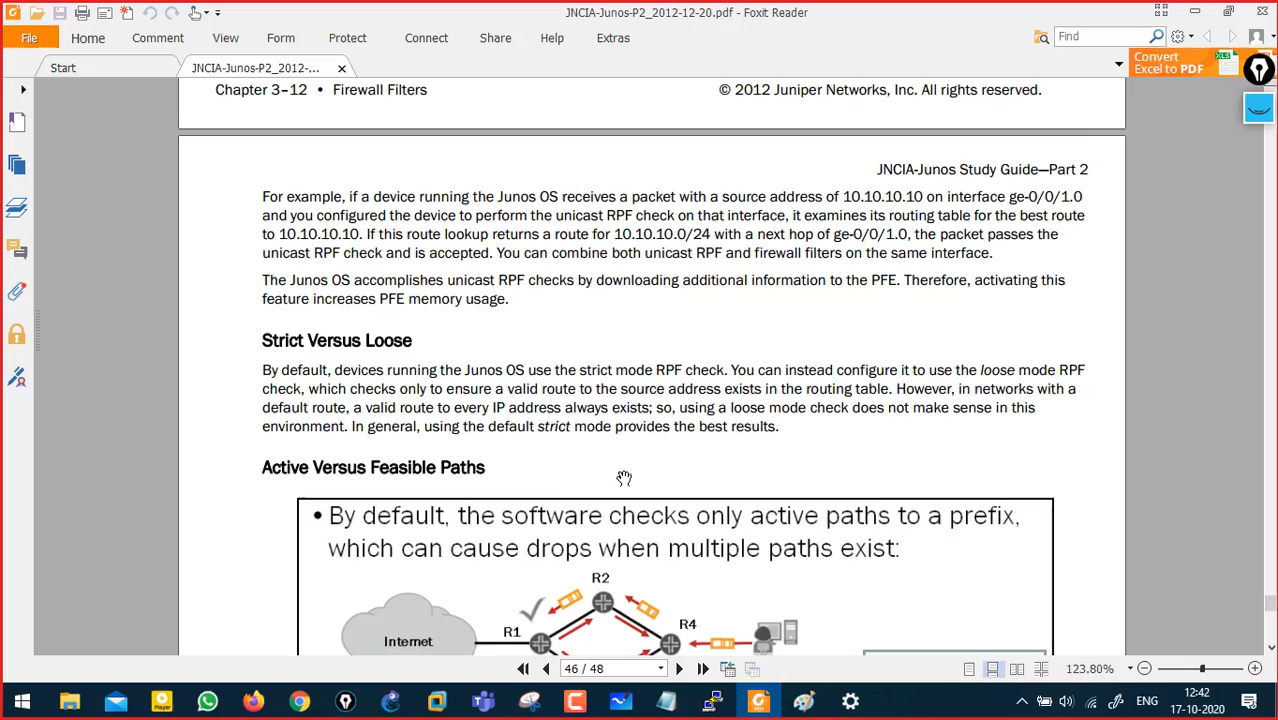 JNCIA-Junos-P2_2012-12-20.pdf - Foxit Reader
File Home Comment View Form Protect Connect Share Help Extras Find
Start JNCIA-Junos-P2_2012-...
Convert
Excel to PDF
XLS
Chapter 3–12 • Firewall Filters © 2012 Juniper Networks, Inc. All rights reserved.
JNCIA-Junos Study Guide—Part 2
For example, if a device running the Junos OS receives a packet with a source address of 10.10.10.10 on interface ge-0/0/1.0
and you configured the device to perform the unicast RPF check on that interface, it examines its routing table for the best route
to 10.10.10.10. If this route lookup returns a route for 10.10.10.0/24 with a next hop of ge-0/0/1.0, the packet passes the
unicast RPF check and is accepted. You can combine both unicast RPF and firewall filters on the same interface.
The Junos OS accomplishes unicast RPF checks by downloading additional information to the PFE. Therefore, activating this
feature increases PFE memory usage.
Strict Versus Loose
By default, devices running the Junos OS use the strict mode RPF check. You can instead configure it to use the loose mode RPF
check, which checks only to ensure a valid route to the source address exists in the routing table. However, in networks with a
default route, a valid route to every IP address always exists; so, using a loose mode check does not make sense in this
environment. In general, using the default strict mode provides the best results.
Active Versus Feasible Paths
• By default, the software checks only active paths to a prefix,
which can cause drops when multiple paths exist:
R2
R1
R4
Internet
46 / 48
123.80%
Player
PDF
ENG
12:42
17-10-2020